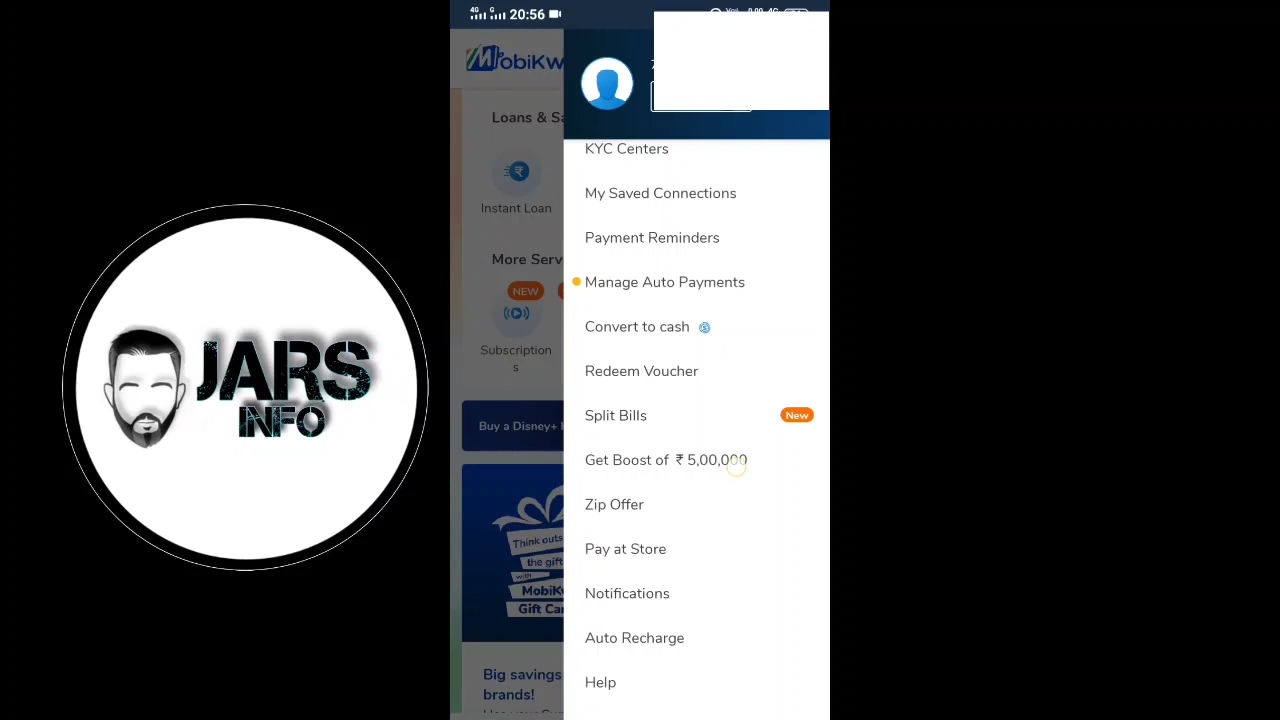 4G G 20:56
MobiKw
Loans & Sa
Instant Loan
More Serv
NEW
Subscription
s
Buy a Disney+
Think outs
the gift
with
MobiKw
Gift Car
Big savings
brands!
KYC Centers
My Saved Connections
Payment Reminders
Manage Auto Payments
Convert to cash
Redeem Voucher
Split Bills
New
Get Boost of ₹ 5,00,000
Zip Offer
Pay at Store
Notifications
Auto Recharge
Help
JARS
INFO